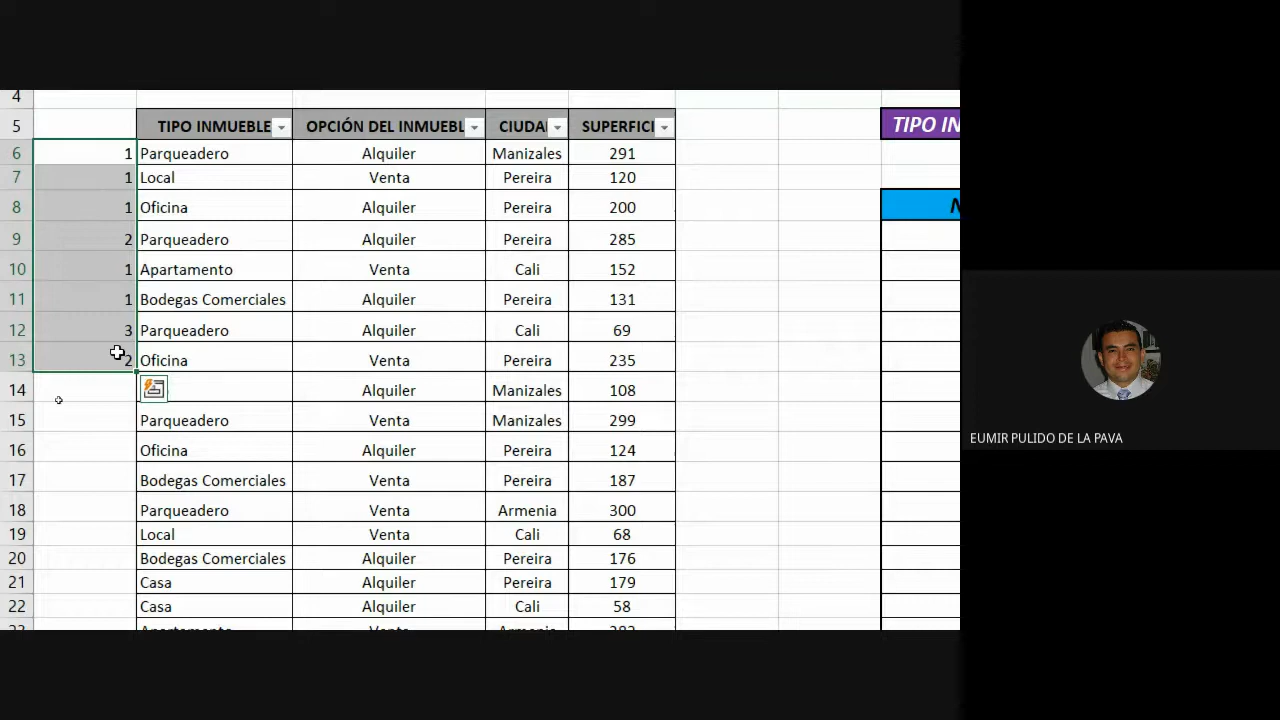 4
5 TIPO INMUEBLE OPCIÓN DEL INMUEBL CIUDA SUPERFICI TIPO IN
6 1 Parqueadero Alquiler Manizales 291
7 1 Local Venta Pereira 120
8 1 Oficina Alquiler Pereira 200
9 2 Parqueadero Alquiler Pereira 285
10 1 Apartamento Venta Cali 152
11 1 Bodegas Comerciales Alquiler Pereira 131
12 3 Parqueadero Alquiler Cali 69
13 2 Oficina Venta Pereira 235
14 Alquiler Manizales 108
15 Parqueadero Venta Manizales 299
16 Oficina Alquiler Pereira 124
17 Bodegas Comerciales Venta Pereira 187
18 Parqueadero Venta Armenia 300
19 Local Venta Cali 68
20 Bodegas Comerciales Alquiler Pereira 176
21 Casa Alquiler Pereira 179
22 Casa Alquiler Cali 58
EUMIR PULIDO DE LA PAVA